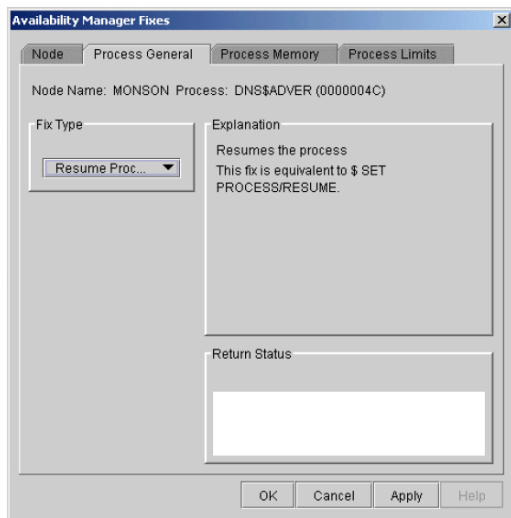 Availability Manager Fixes
Node
Process General
Process Memory
Process Limits
Node Name: MONSON Process: DNS$ADVER (0000004C)
Fix Type
Resume Proc...
Explanation
Resumes the process
This fix is equivalent to $ SET
PROCESS/RESUME.
Return Status
OK
Cancel
Apply
Help